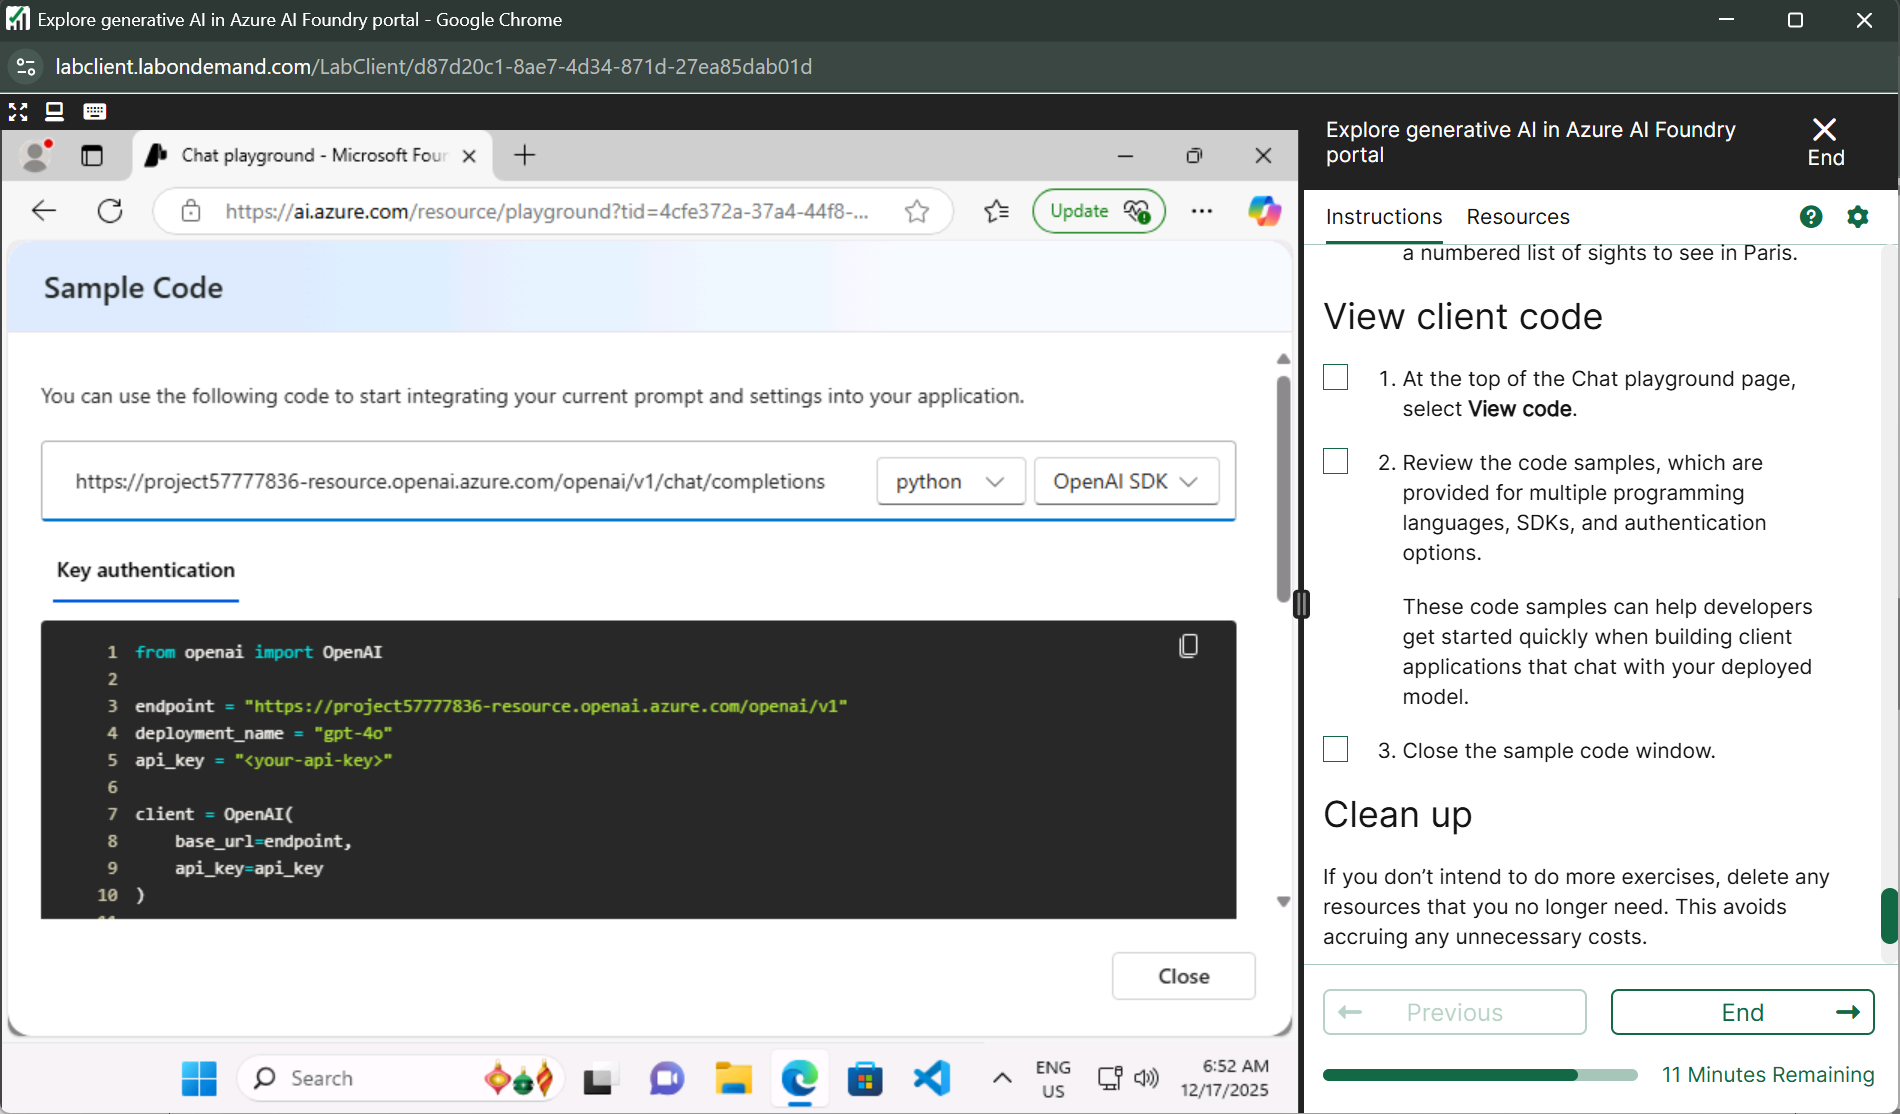 Explore generative AI in Azure AI Foundry portal - Google Chrome
labclient.labondemand.com/LabClient/d87d20c1-8ae7-4d34-871d-27ea85dab01d
Chat playground - Microsoft Four
https://ai.azure.com/resource/playground?tid=4cfe372a-37a4-44f8-...
Update
Sample Code
You can use the following code to start integrating your current prompt and settings into your application.
https://project57777836-resource.openai.azure.com/openai/v1/chat/completions
python
OpenAI SDK
Key authentication
1 from openai import OpenAI
2
3 endpoint = "https://project57777836-resource.openai.azure.com/openai/v1"
4 deployment_name = "gpt-4o"
5 api_key = "<your-api-key>"
6
7 client = OpenAI(
8     base_url=endpoint,
9     api_key=api_key
10 )
Close
Search
ENG
US
6:52 AM
12/17/2025
Explore generative AI in Azure AI Foundry
portal
End
Instructions
Resources
a numbered list of sights to see in Paris.
View client code
1. At the top of the Chat playground page,
select View code.
2. Review the code samples, which are
provided for multiple programming
languages, SDKs, and authentication
options.
These code samples can help developers
get started quickly when building client
applications that chat with your deployed
model.
3. Close the sample code window.
Clean up
If you don't intend to do more exercises, delete any
resources that you no longer need. This avoids
accruing any unnecessary costs.
Previous
End
11 Minutes Remaining